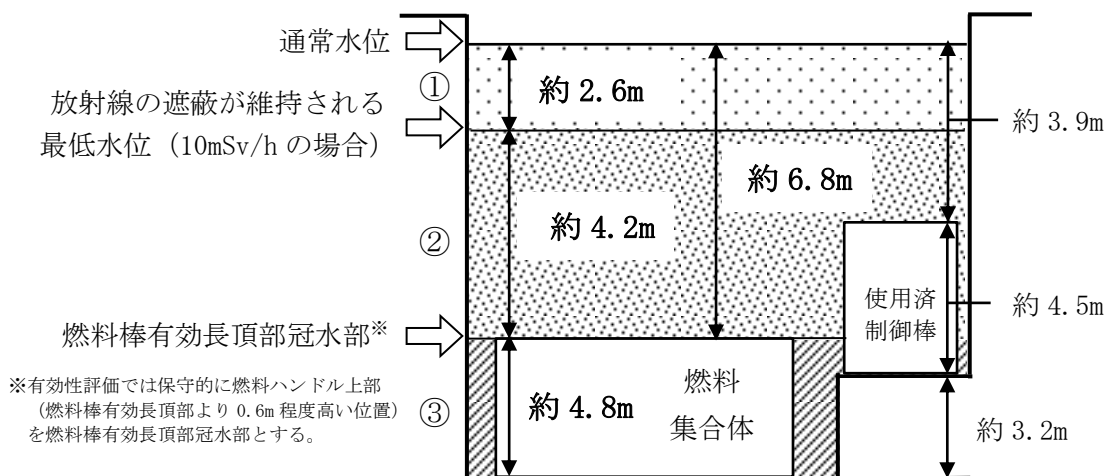 通常水位
①
約 2.6m
放射線の遮蔽が維持される
最低水位（10mSv/h の場合）
約 3.9m
約 6.8m
約 4.2m
②
使用済
制御棒
約 4.5m
燃料棒有効長頂部冠水部※
※有効性評価では保守的に燃料ハンドル上部
（燃料棒有効長頂部より 0.6m 程度高い位置）
を燃料棒有効長頂部冠水部とする。
③
約 4.8m
燃料
集合体
約 3.2m